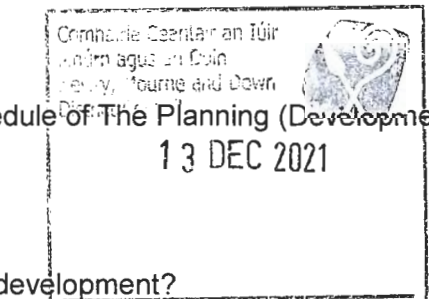 Comhairle Ceantair an Iúir
agus an Dúin
Newry, Mourne and Down
edule of The Planning (Developme
13 DEC 2021
development?